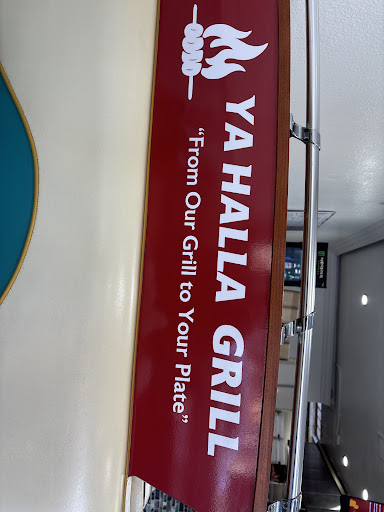 YA HALLA GRILL
“From Our Grill to Your Plate”